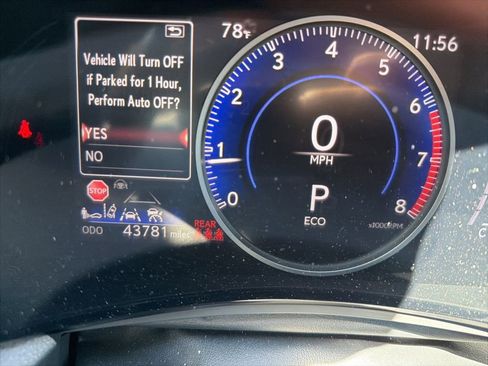 Vehicle Will Turn OFF
if Parked for 1 Hour,
Perform Auto OFF?
YES
NO
STOP
ODO 43781 miles
REAR
78°F
11:56
0
1
2
3
4
5
6
7
8
0
MPH
P
ECO
x1000RPM